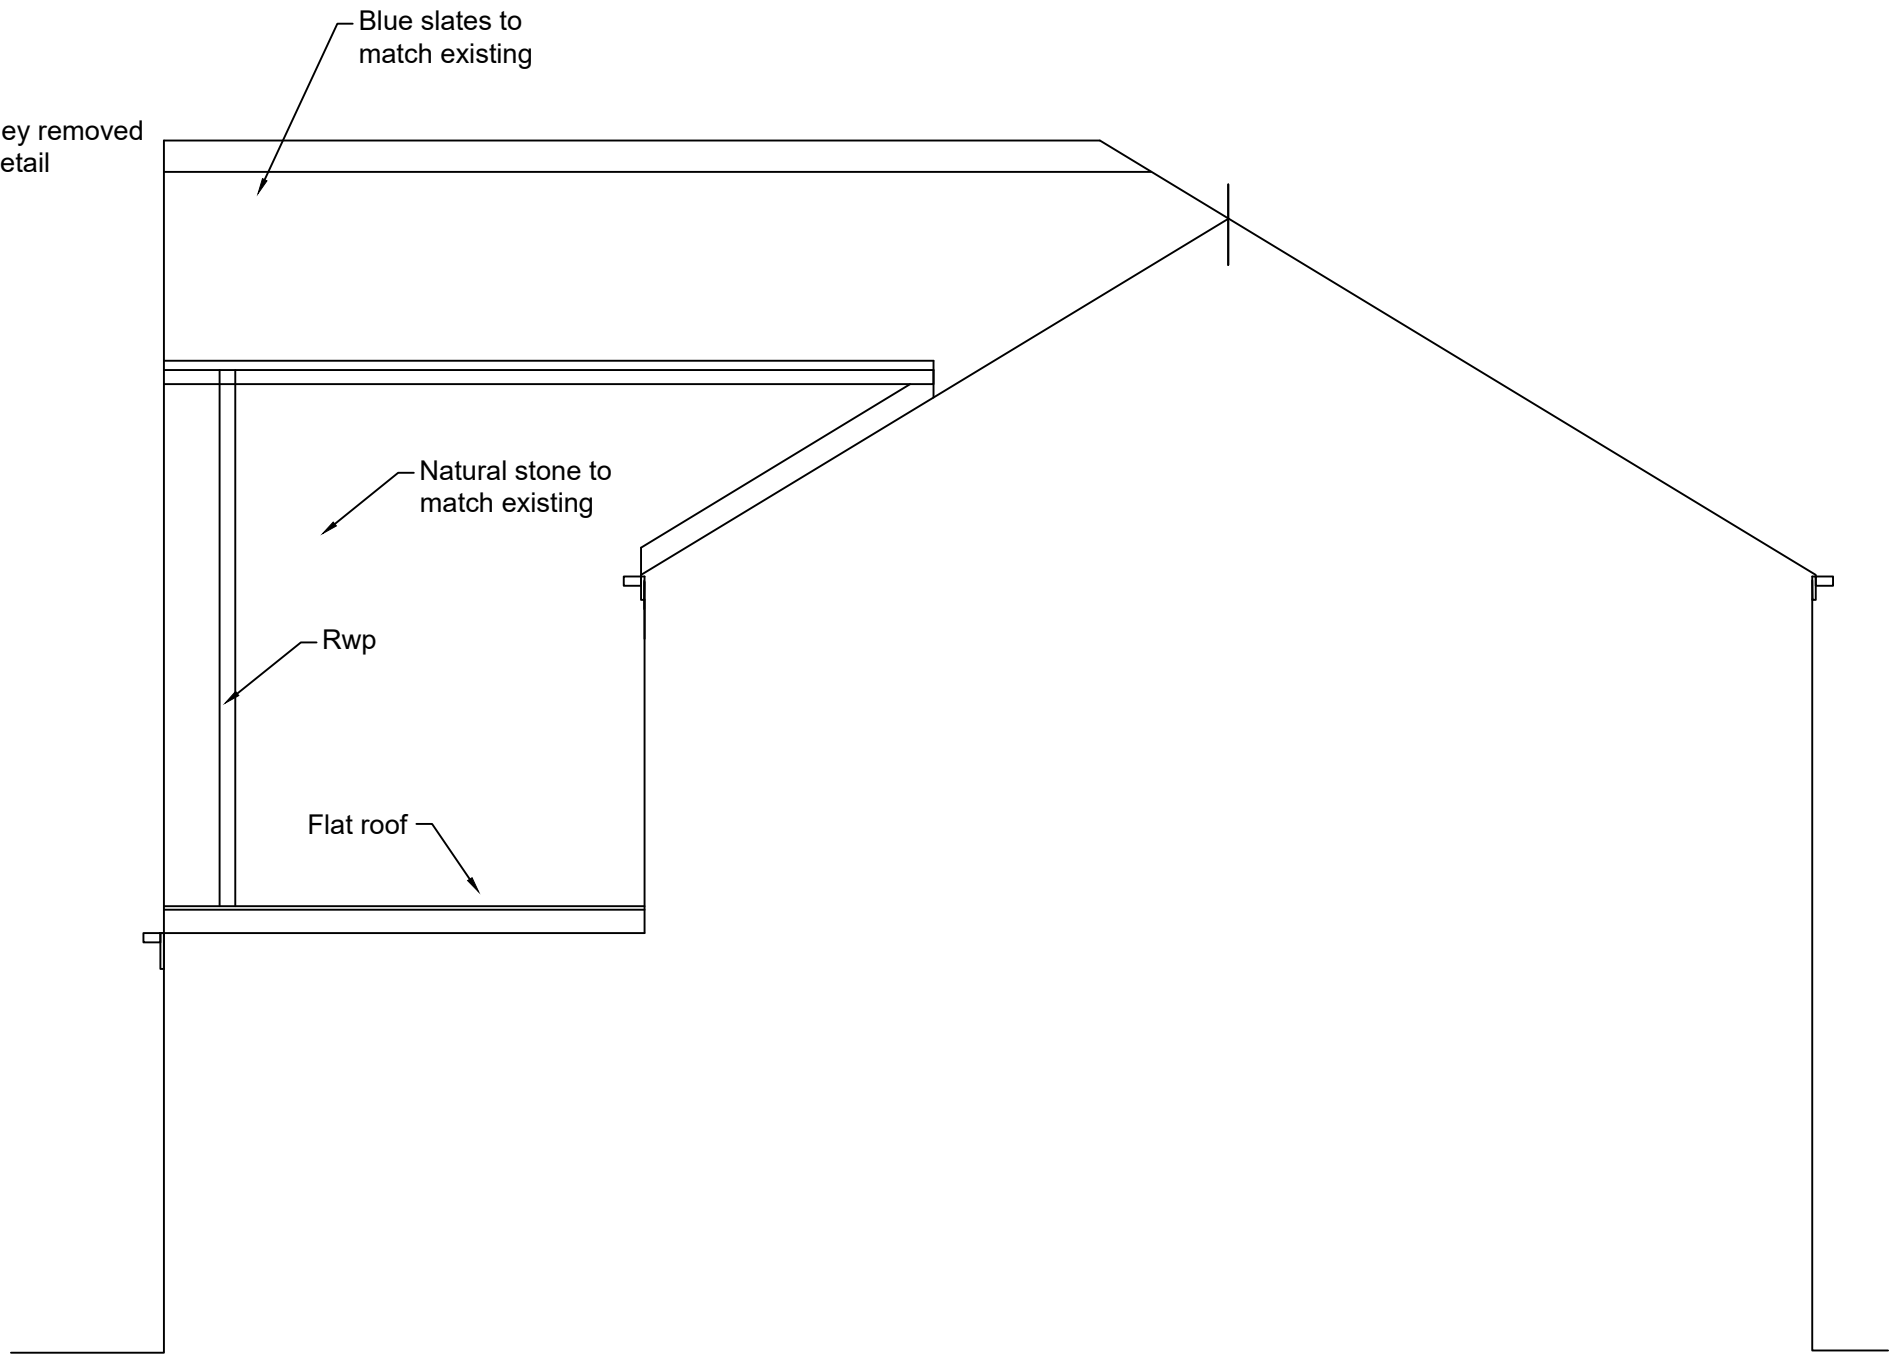 Blue slates to
match existing
ey removed
etail
Natural stone to
match existing
Rwp
Flat roof